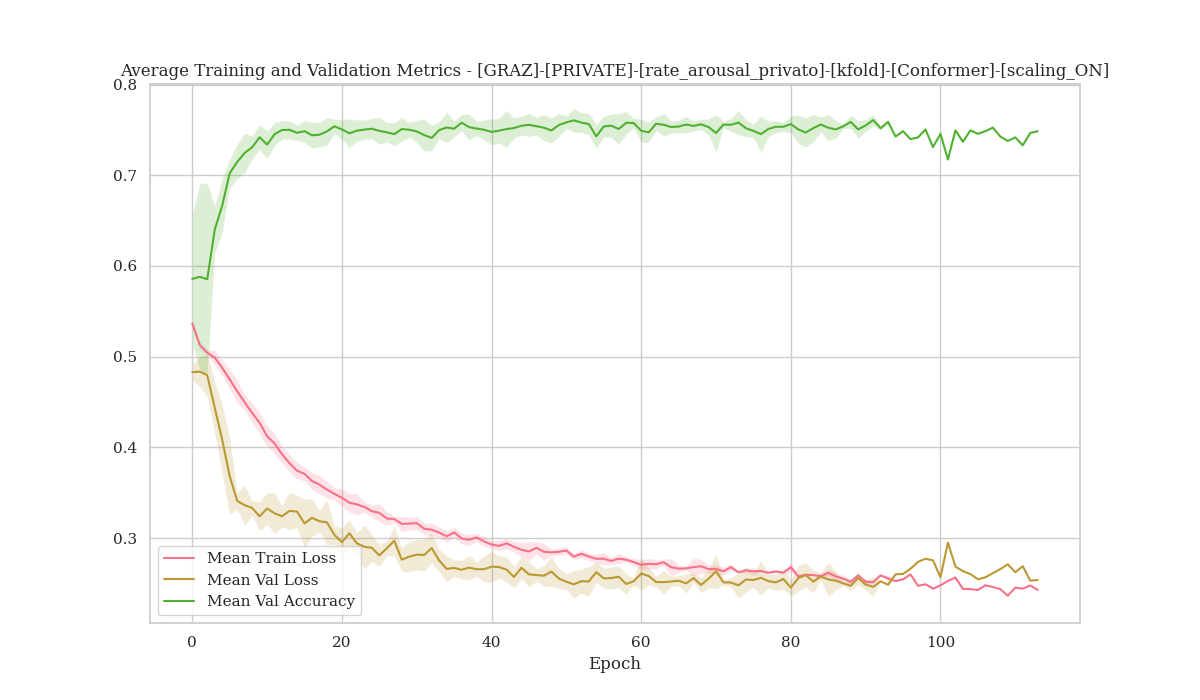 Average Training and Validation Metrics - [GRAZ]-[PRIVATE]-[rate_arousal_privato]-[kfold]-[Conformer]-[scaling_ON]
0.8
0.7
0.6
0.5
0.4
0.3
Mean Train Loss
Mean Val Loss
Mean Val Accuracy
0 20 40 60 80 100
Epoch